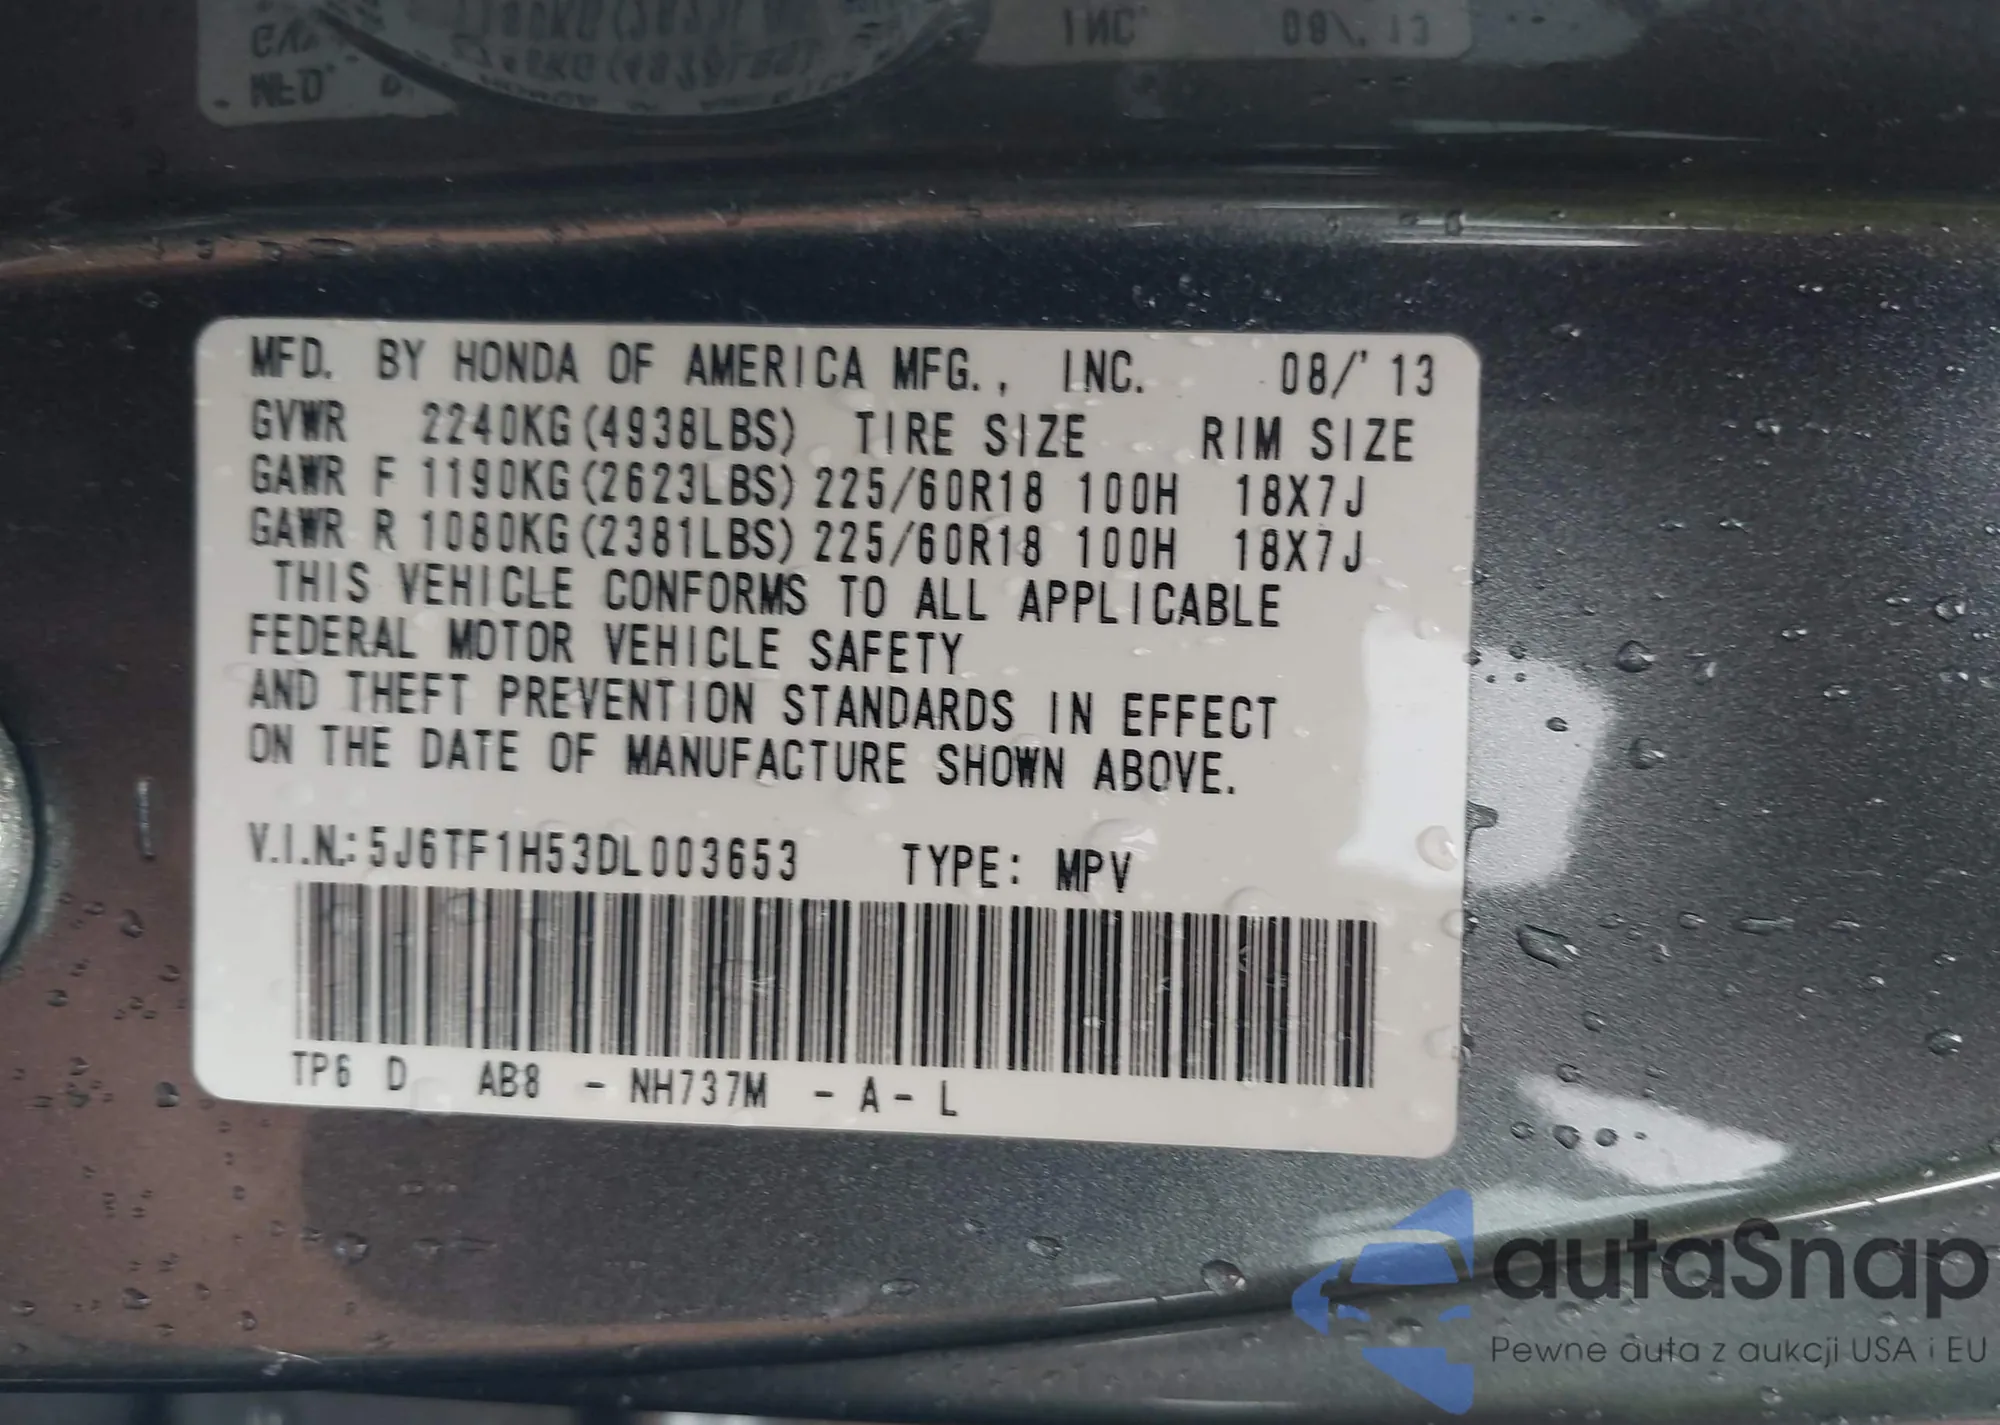 INC 08/'13
MFD. BY HONDA OF AMERICA MFG., INC. 08/'13
GVWR 2240KG(4938LBS) TIRE SIZE RIM SIZE
GAWR F 1190KG(2623LBS) 225/60R18 100H 18X7J
GAWR R 1080KG(2381LBS) 225/60R18 100H 18X7J
THIS VEHICLE CONFORMS TO ALL APPLICABLE
FEDERAL MOTOR VEHICLE SAFETY
AND THEFT PREVENTION STANDARDS IN EFFECT
ON THE DATE OF MANUFACTURE SHOWN ABOVE.
V.I.N.: 5J6TF1H53DL003653 TYPE: MPV
TP6 D AB8 - NH737M - A - L
autaSnap
Pewne auta z aukcji USA i EU